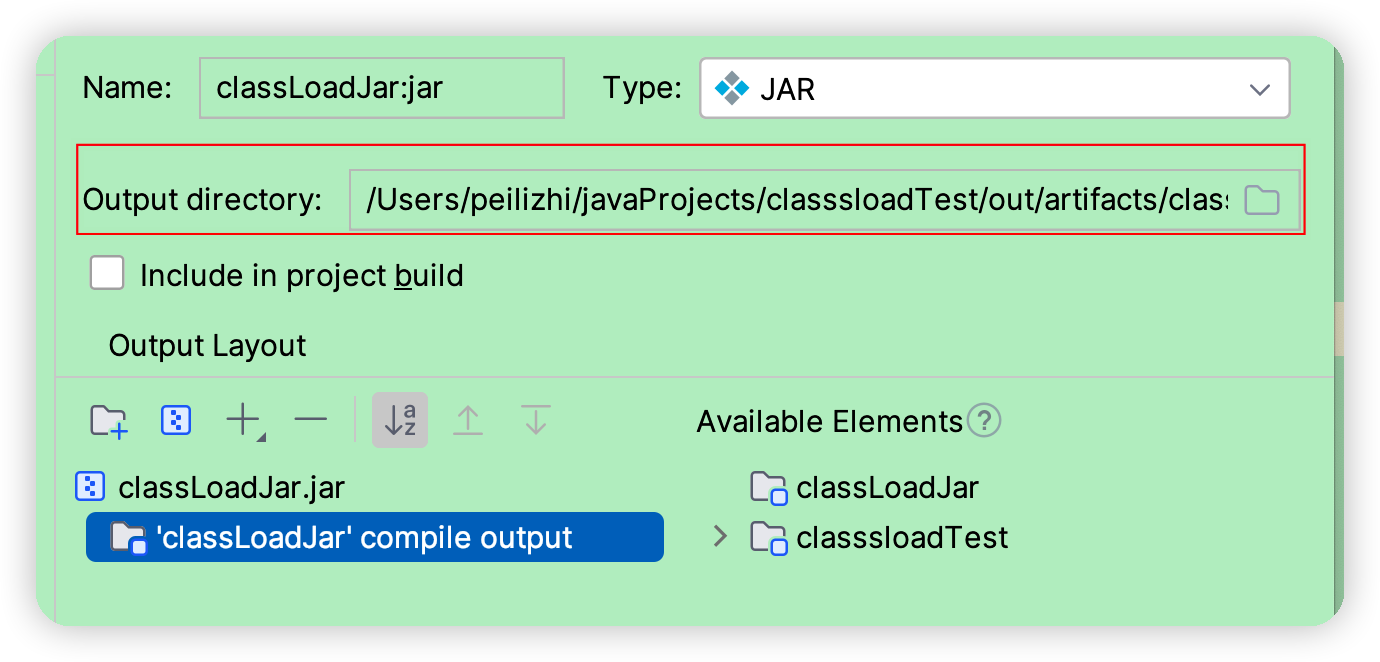 Name: classLoadJar:jar Type: JAR
Output directory: /Users/peilizhi/javaProjects/classsloadTest/out/artifacts/class
Include in project build
Output Layout
Available Elements ?
classLoadJar.jar classLoadJar
'classLoadJar' compile output classsloadTest